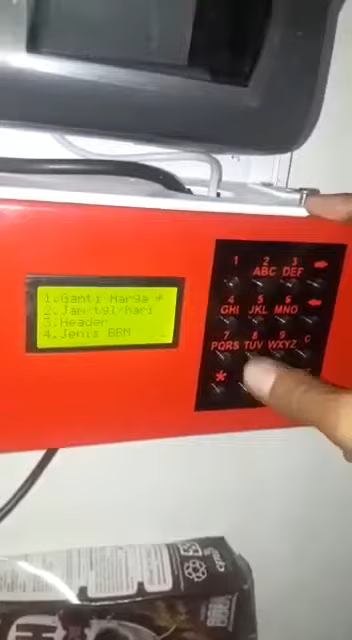 1.Ganti Harga *
2.Jam/tgl/hari
3.Header
4.Jenis BBM
1 2 3
ABC DEF
4 5 6
GHI JKL MNO
7 8 9 C
PQRS TUV WXYZ
*